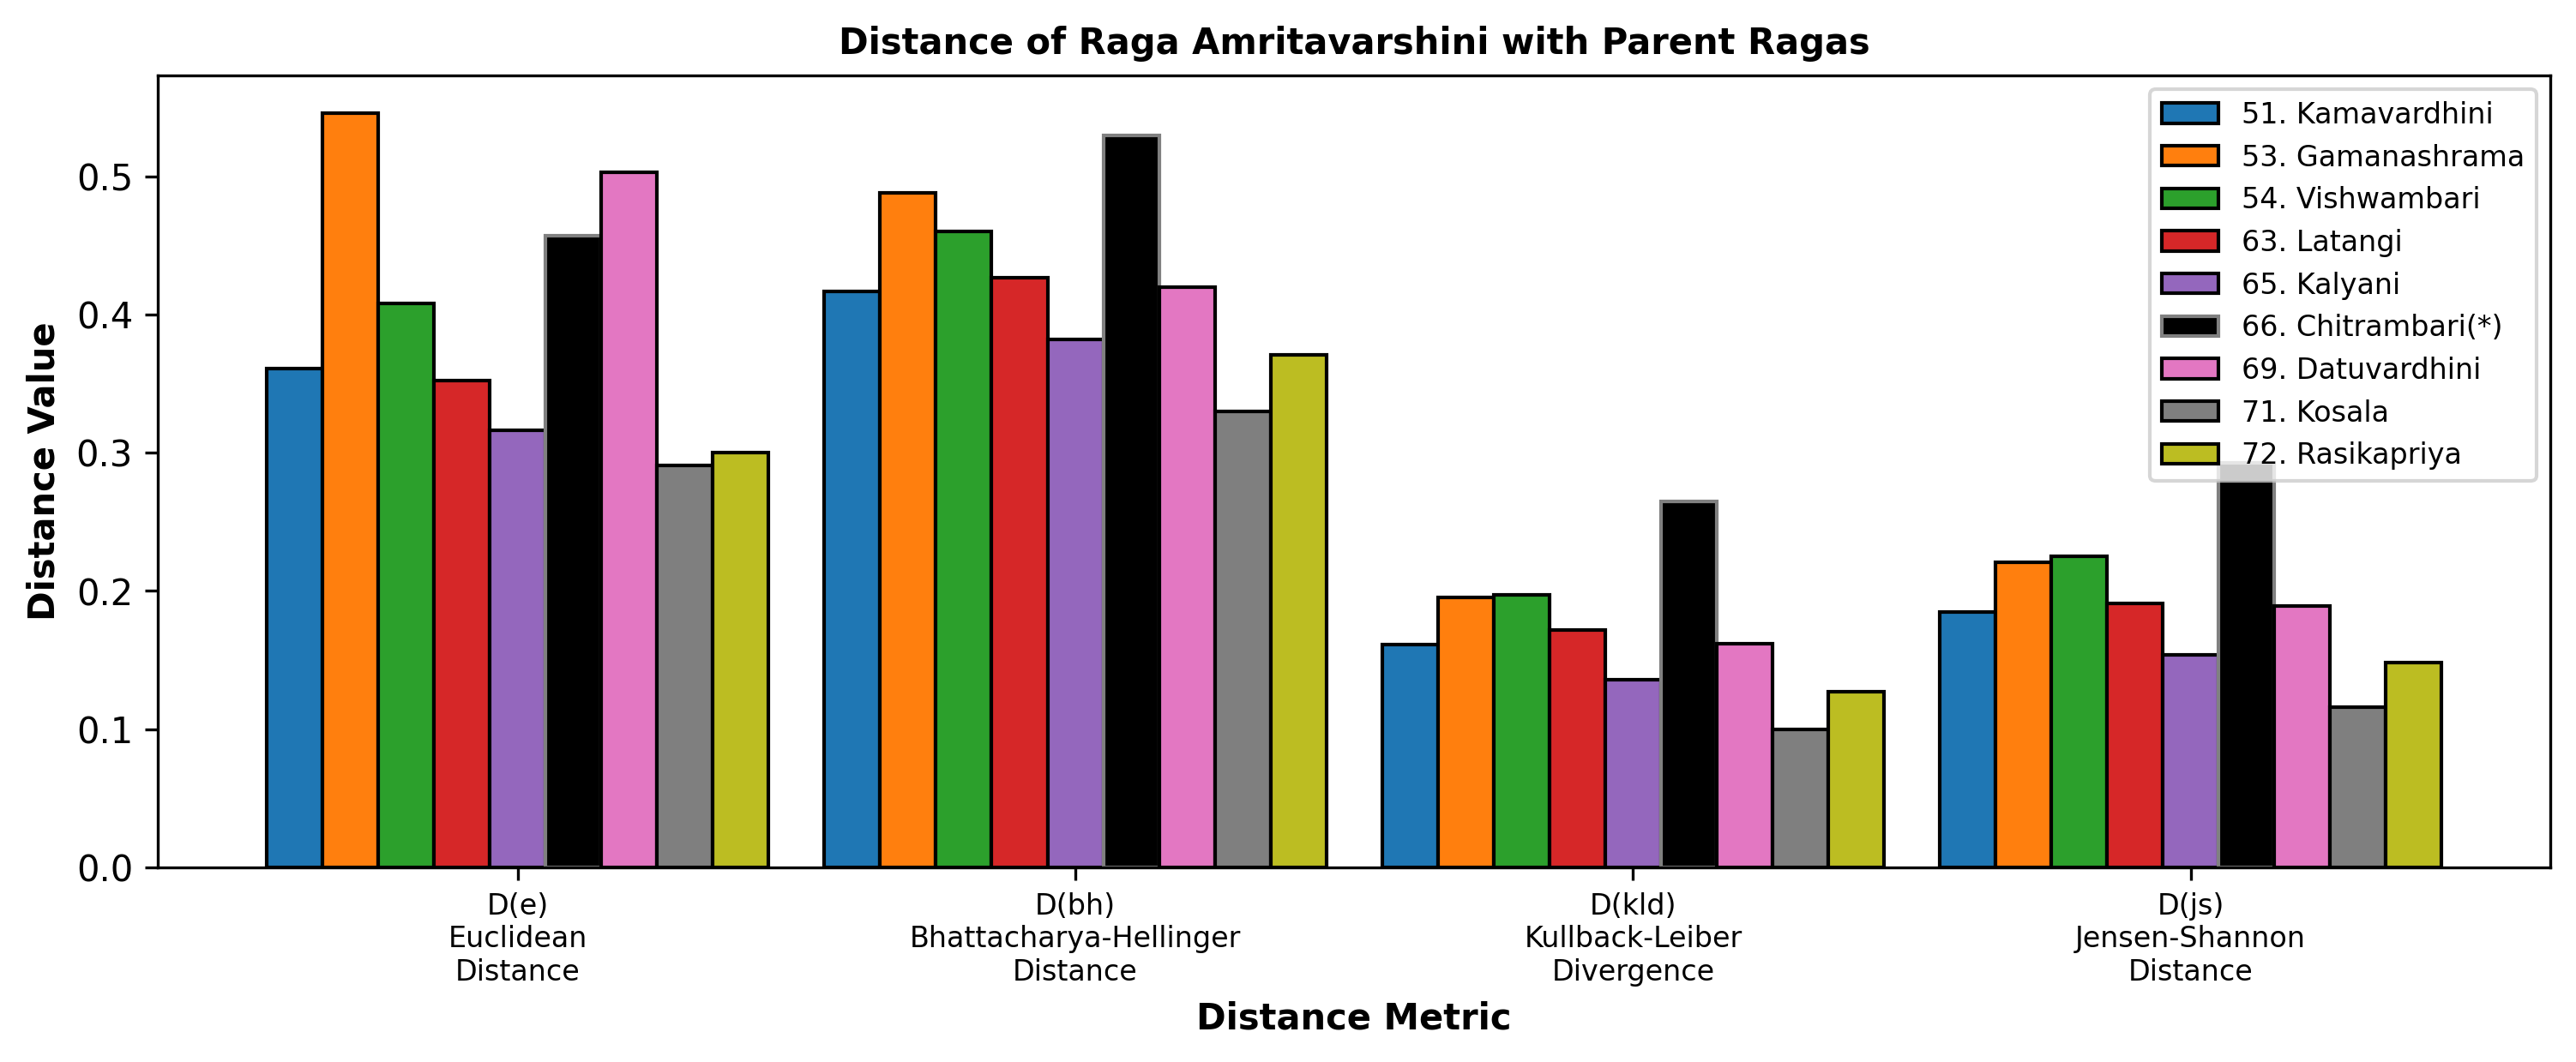 Distance of Raga Amritavarshini with Parent Ragas
Distance Value
0.5
0.4
0.3
0.2
0.1
0.0
51. Kamavardhini
53. Gamanashrama
54. Vishwambari
63. Latangi
65. Kalyani
66. Chitrambari(*)
69. Datuvardhini
71. Kosala
72. Rasikapriya
D(e)
Euclidean
Distance
D(bh)
Bhattacharya-Hellinger
Distance
D(kld)
Kullback-Leiber
Divergence
D(js)
Jensen-Shannon
Distance
Distance Metric